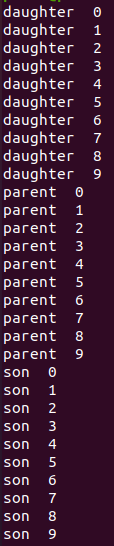 daughter  0
daughter  1
daughter  2
daughter  3
daughter  4
daughter  5
daughter  6
daughter  7
daughter  8
daughter  9
parent  0
parent  1
parent  2
parent  3
parent  4
parent  5
parent  6
parent  7
parent  8
parent  9
son  0
son  1
son  2
son  3
son  4
son  5
son  6
son  7
son  8
son  9